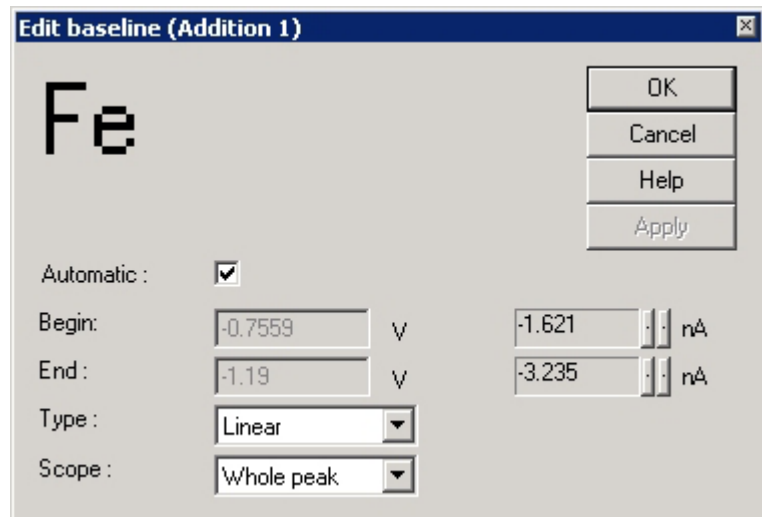 Edit baseline (Addition 1)
Fe
OK
Cancel
Help
Apply
Automatic :
Begin: -0.7559 V -1.621 nA
End : -1.19 V -3.235 nA
Type : Linear
Scope : Whole peak